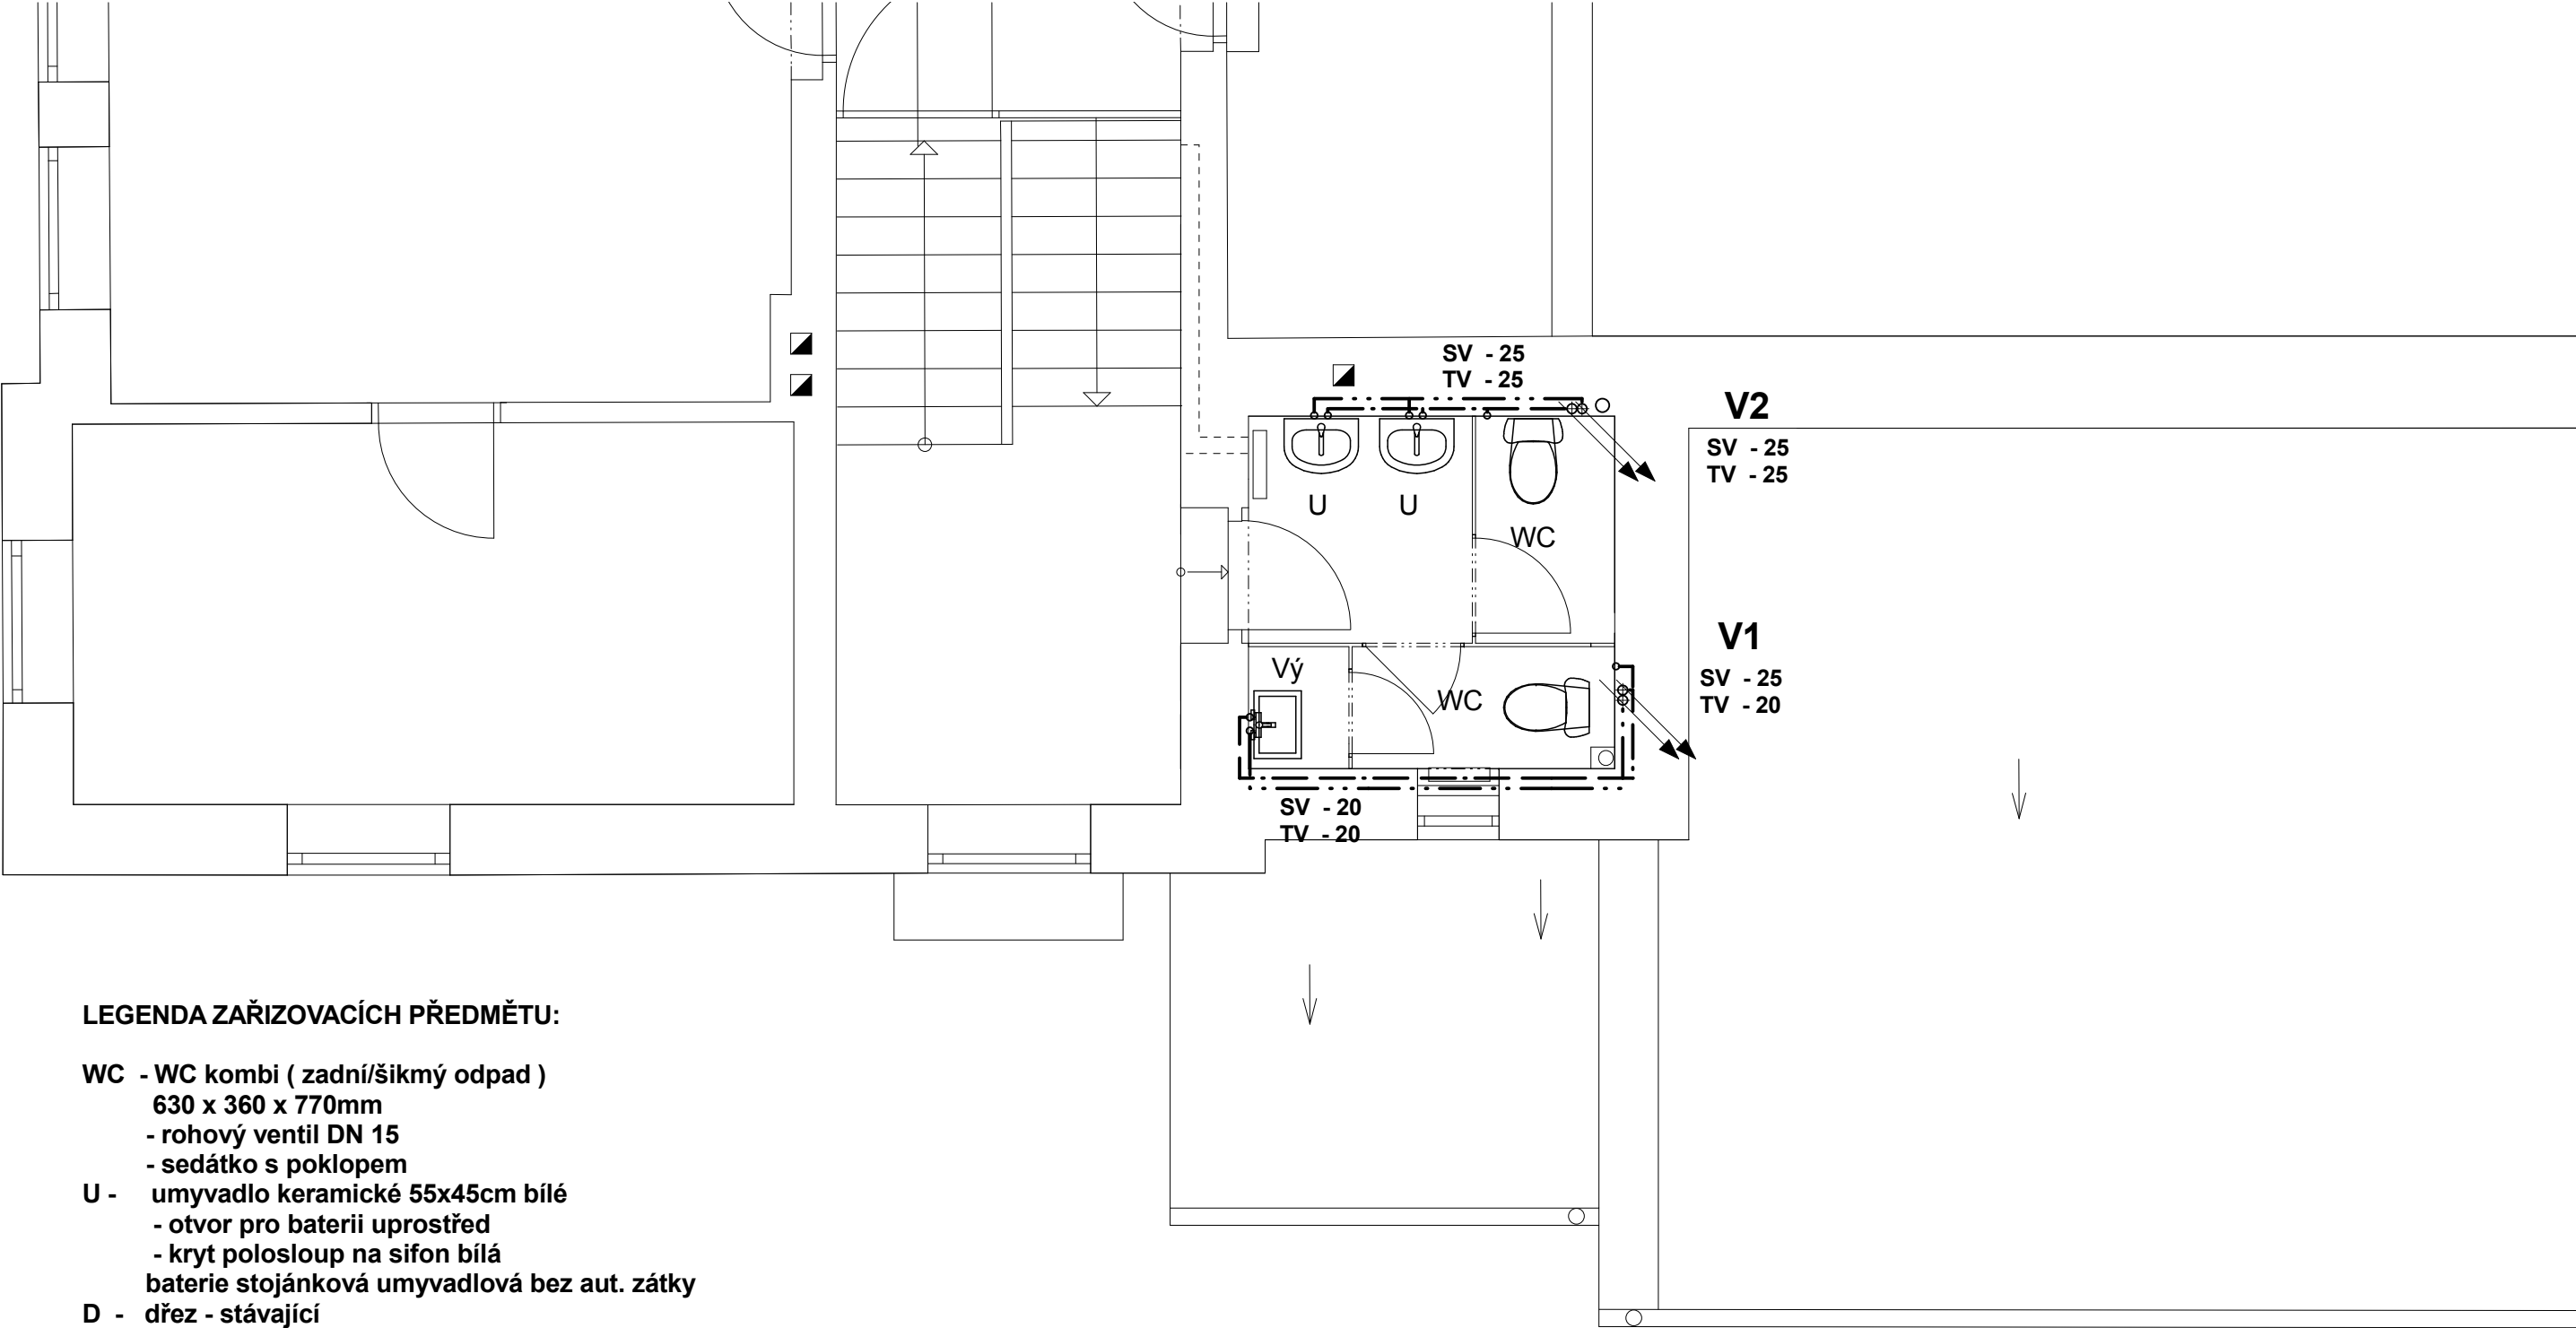 SV - 25
TV - 25
V2
SV - 25
TV - 25
U
U
WC
V1
SV - 25
TV - 20
Vý
WC
SV - 20
TV - 20
LEGENDA ZAŘIZOVACÍCH PŘEDMĚTU:
WC - WC kombi ( zadní/šikmý odpad )
630 x 360 x 770mm
- rohový ventil DN 15
- sedátko s poklopem
U - umyvadlo keramické 55x45cm bílé
- otvor pro baterii uprostřed
- kryt polosloup na sifon bílá
baterie stojánková umyvadlová bez aut. zátky
D - dřez - stávající